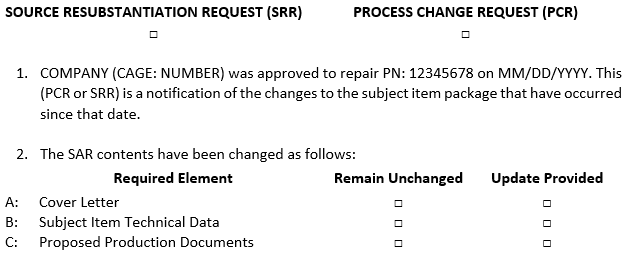 SOURCE RESUBSTANTIATION REQUEST (SRR) PROCESS CHANGE REQUEST (PCR)
□ □
1. COMPANY (CAGE: NUMBER) was approved to repair PN: 12345678 on MM/DD/YYYY. This
(PCR or SRR) is a notification of the changes to the subject item package that have occurred
since that date.
2. The SAR contents have been changed as follows:
Required Element Remain Unchanged Update Provided
A: Cover Letter □ □
B: Subject Item Technical Data □ □
C: Proposed Production Documents □ □